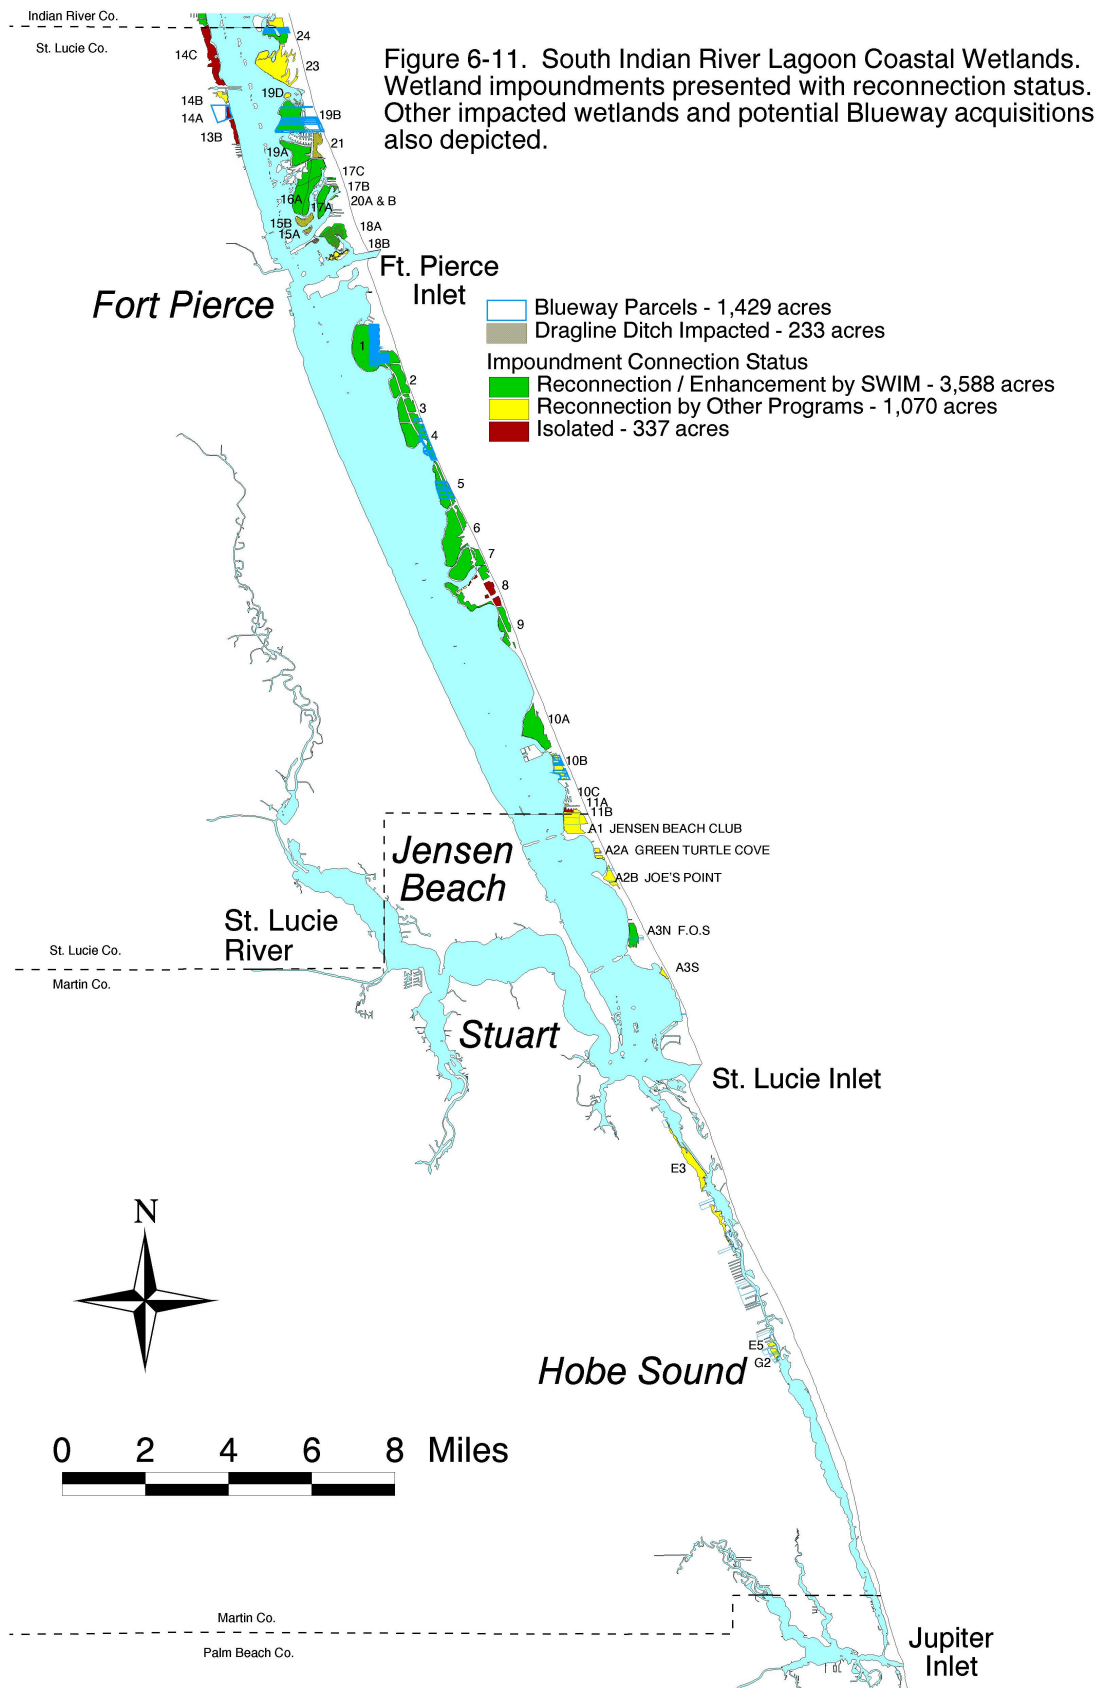 Indian River Co.
St. Lucie Co.
Figure 6-11. South Indian River Lagoon Coastal Wetlands.
Wetland impoundments presented with reconnection status.
Other impacted wetlands and potential Blueway acquisitions
also depicted.
24
14C
23
19D
14B
14A
19B
13B
21
19A
17C
17B
16A
17A
20A & B
15B
15A
18A
18B
Ft. Pierce
Inlet
Fort Pierce
Blueway Parcels - 1,429 acres
Dragline Ditch Impacted - 233 acres
Impoundment Connection Status
Reconnection / Enhancement by SWIM - 3,588 acres
Reconnection by Other Programs - 1,070 acres
Isolated - 337 acres
1
2
3
4
5
6
7
8
9
10A
10B
10C
11A
11B
A1 JENSEN BEACH CLUB
A2A GREEN TURTLE COVE
A2B JOE'S POINT
Jensen
Beach
St. Lucie
River
A3N F.O.S
St. Lucie Co.
Martin Co.
A3S
Stuart
St. Lucie Inlet
E3
N
E5
G2
Hobe Sound
0 2 4 6 8 Miles
Martin Co.
Palm Beach Co.
Jupiter
Inlet